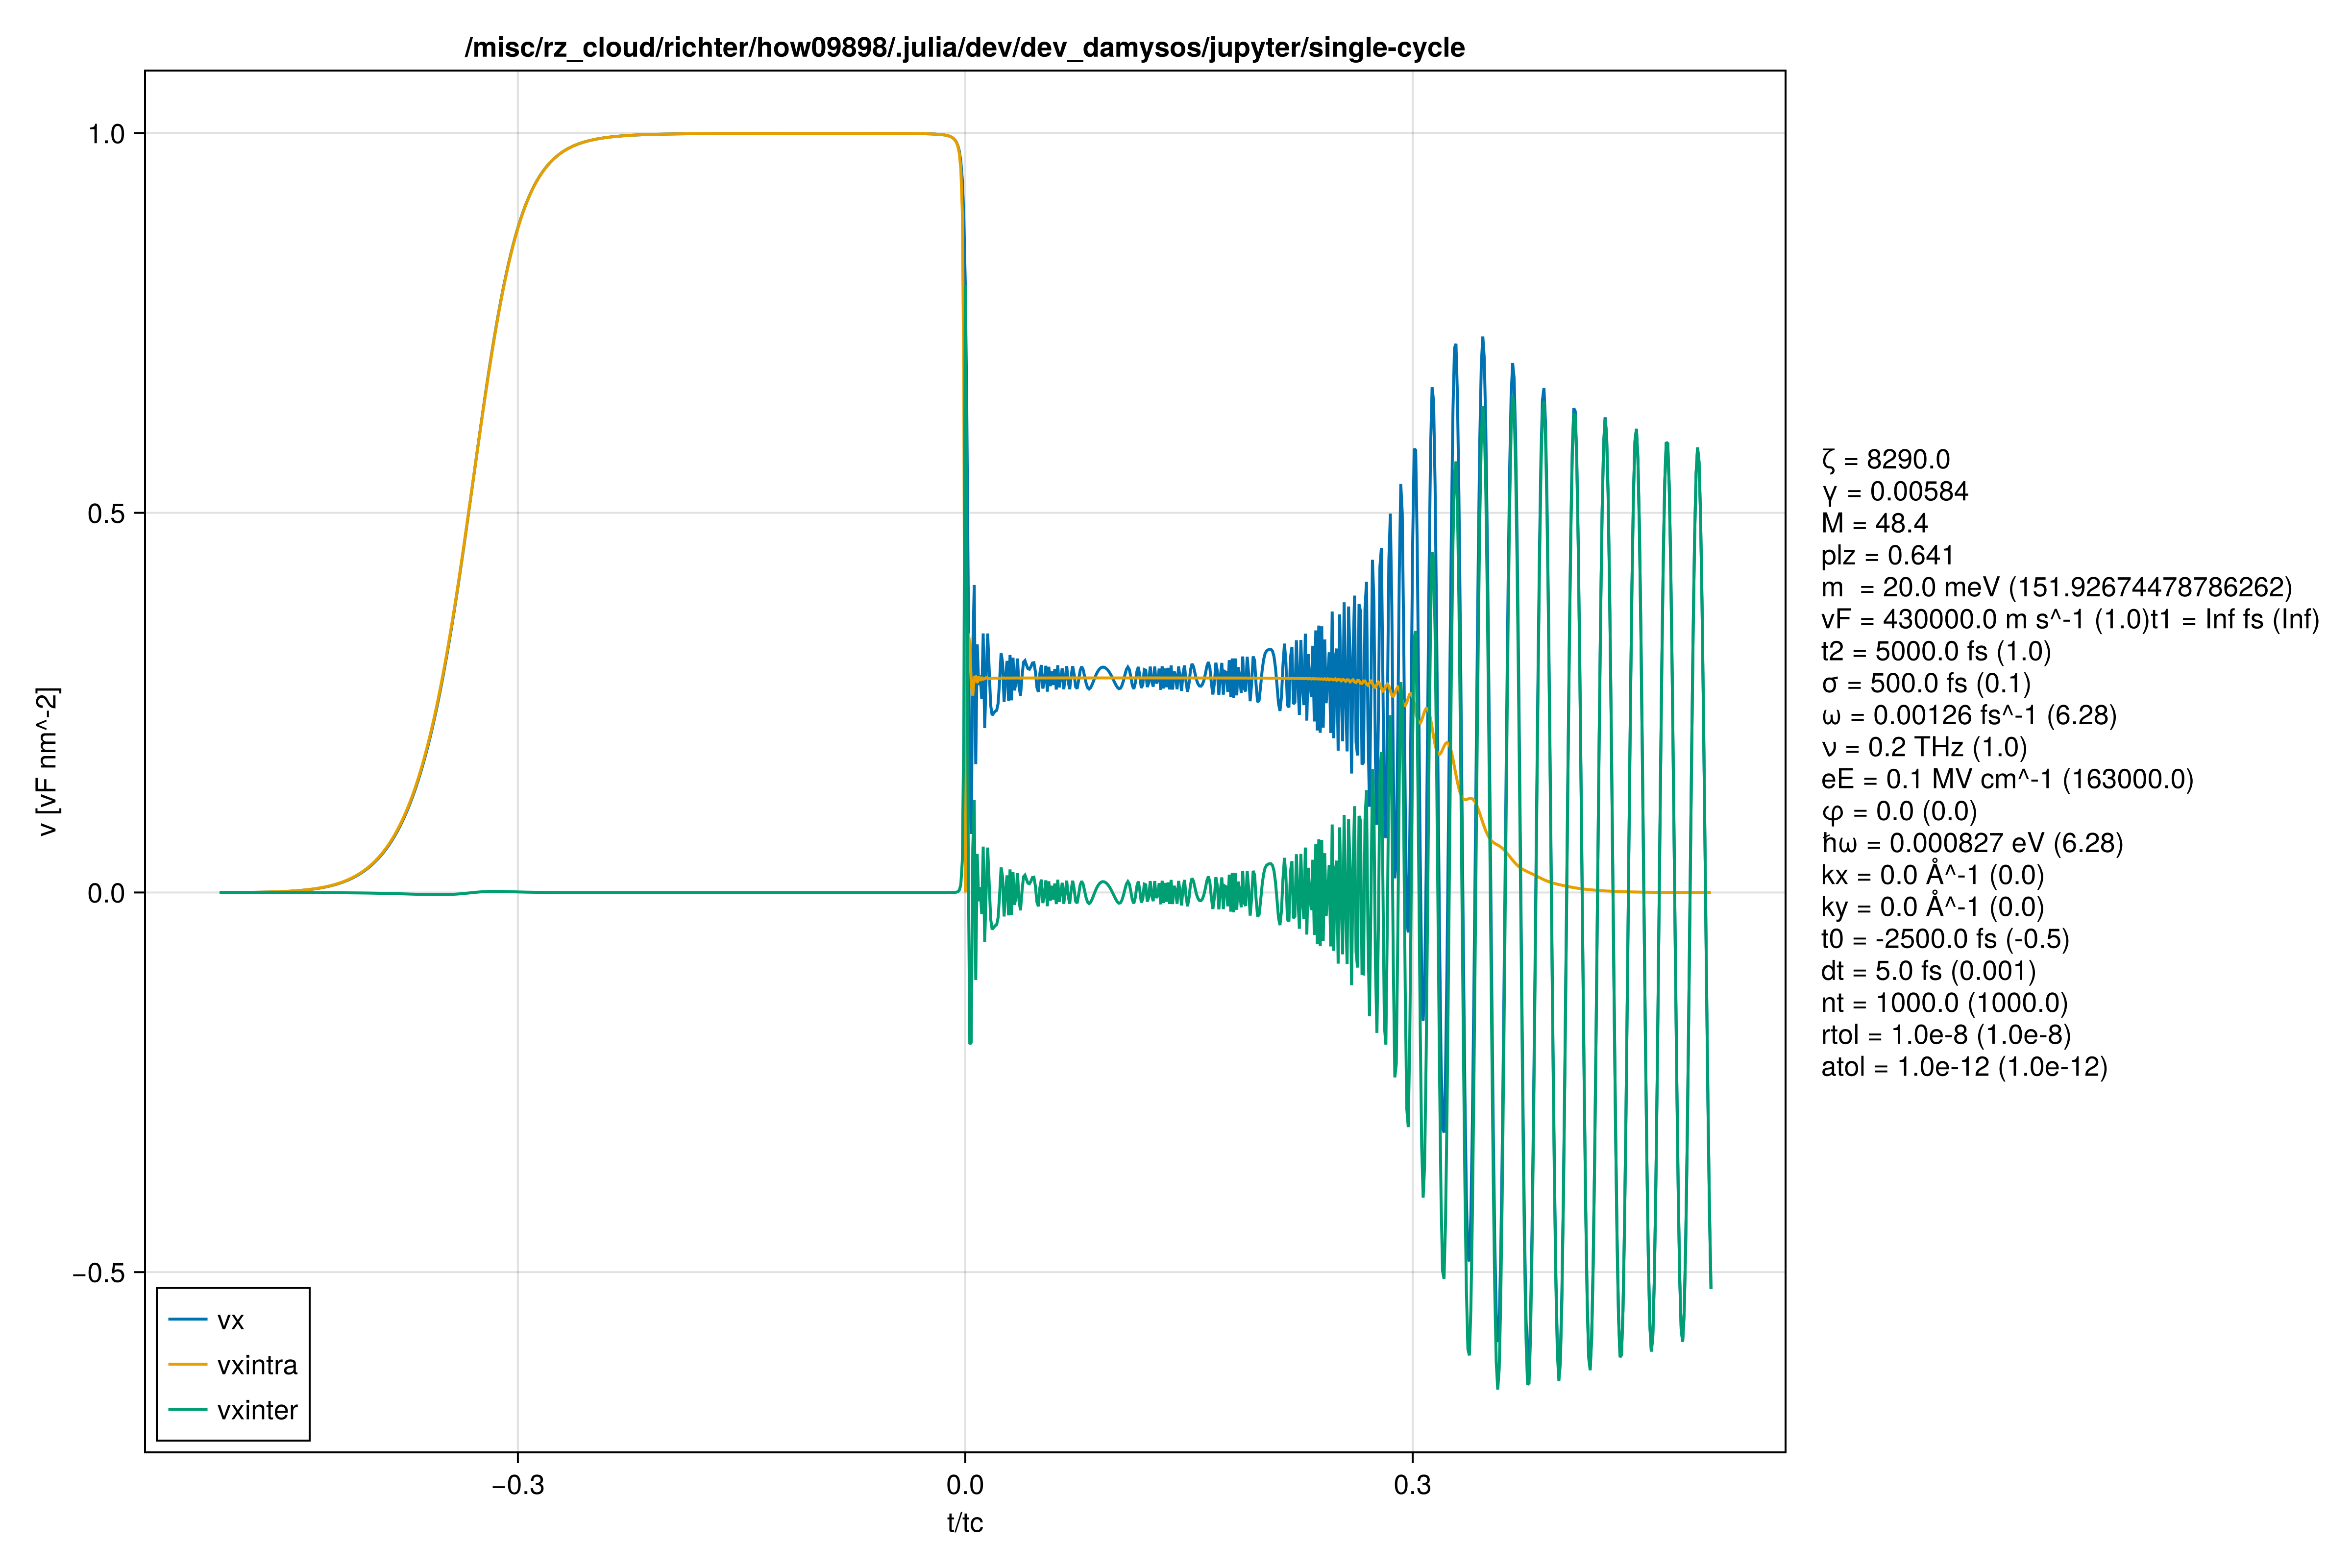 /misc/rz_cloud/richter/how09898/.julia/dev/dev_damysos/jupyter/single-cycle
v [vF nm^-2]
1.0
0.5
0.0
−0.5
−0.3
0.0
0.3
t/tc
vx
vxintra
vxinter
ζ = 8290.0
γ = 0.00584
M = 48.4
plz = 0.641
m  = 20.0 meV (151.92674478786262)
vF = 430000.0 m s^-1 (1.0)t1 = Inf fs (Inf)
t2 = 5000.0 fs (1.0)
σ = 500.0 fs (0.1)
ω = 0.00126 fs^-1 (6.28)
ν = 0.2 THz (1.0)
eE = 0.1 MV cm^-1 (163000.0)
φ = 0.0 (0.0)
ħω = 0.000827 eV (6.28)
kx = 0.0 Å^-1 (0.0)
ky = 0.0 Å^-1 (0.0)
t0 = -2500.0 fs (-0.5)
dt = 5.0 fs (0.001)
nt = 1000.0 (1000.0)
rtol = 1.0e-8 (1.0e-8)
atol = 1.0e-12 (1.0e-12)